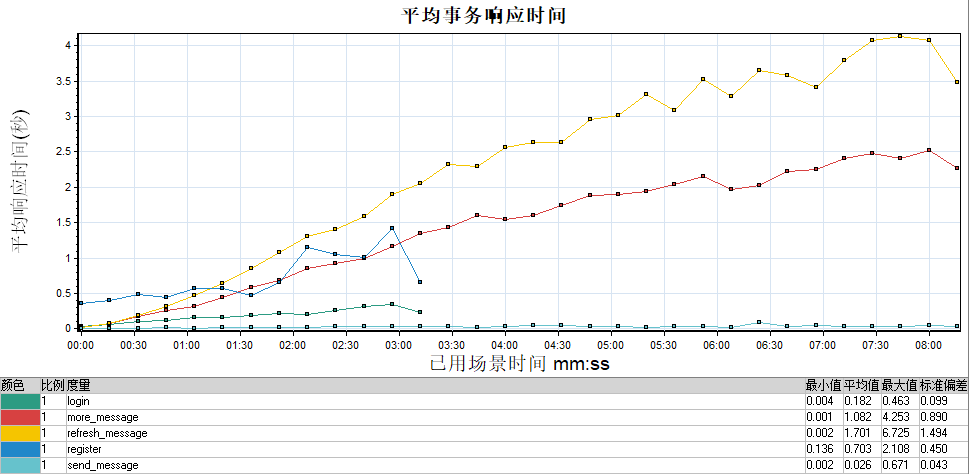 平均事务响应时间
平均响应时间(秒)
4
3.5
3
2.5
2
1.5
1
0.5
0
00:00 00:30 01:00 01:30 02:00 02:30 03:00 03:30 04:00 04:30 05:00 05:30 06:00 06:30 07:00 07:30 08:00
已用场景时间 mm:ss
颜色 比例 度量 最小值 平均值 最大值 标准偏差
1 login 0.004 0.182 0.463 0.099
1 more_message 0.001 1.082 4.253 0.890
1 refresh_message 0.002 1.701 6.725 1.494
1 register 0.136 0.703 2.108 0.450
1 send_message 0.002 0.026 0.671 0.043